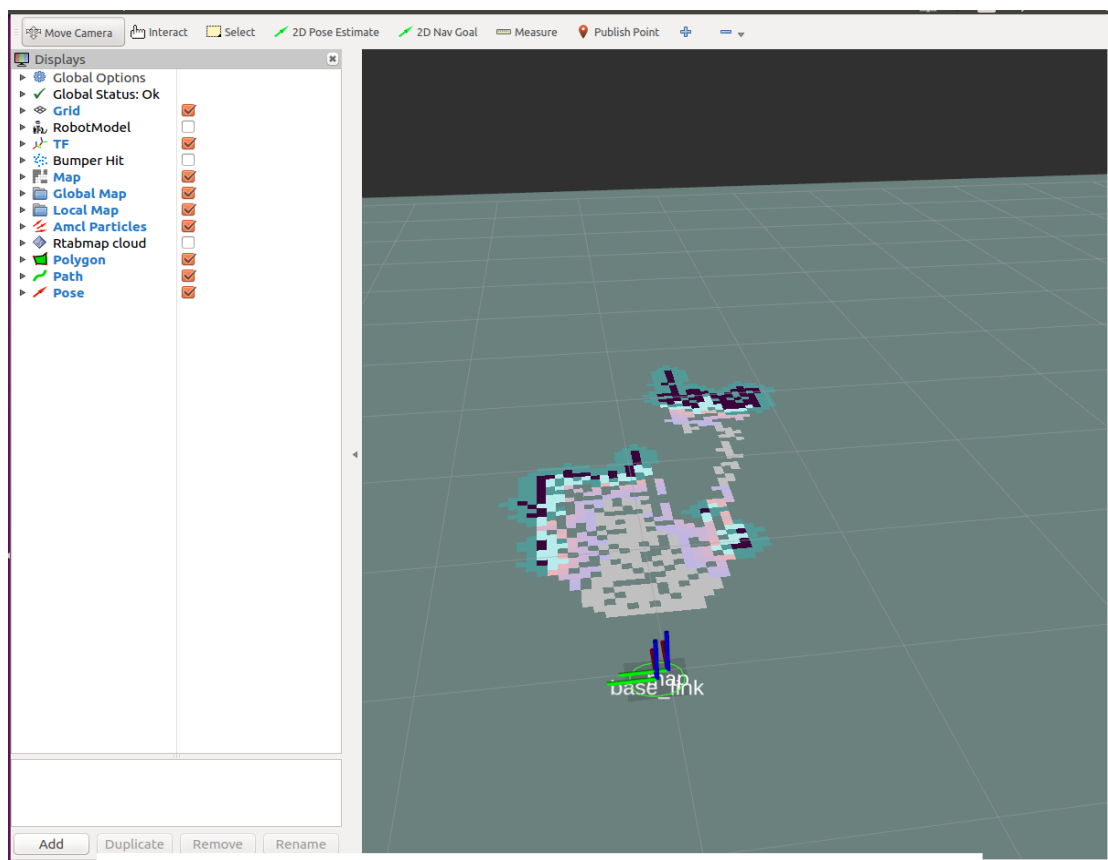 Move Camera Interact Select 2D Pose Estimate 2D Nav Goal Measure Publish Point
Displays
Global Options
Global Status: Ok
Grid
RobotModel
TF
Bumper Hit
Map
Global Map
Local Map
Amcl Particles
Rtabmap cloud
Polygon
Path
Pose
map
base_link
Add Duplicate Remove Rename